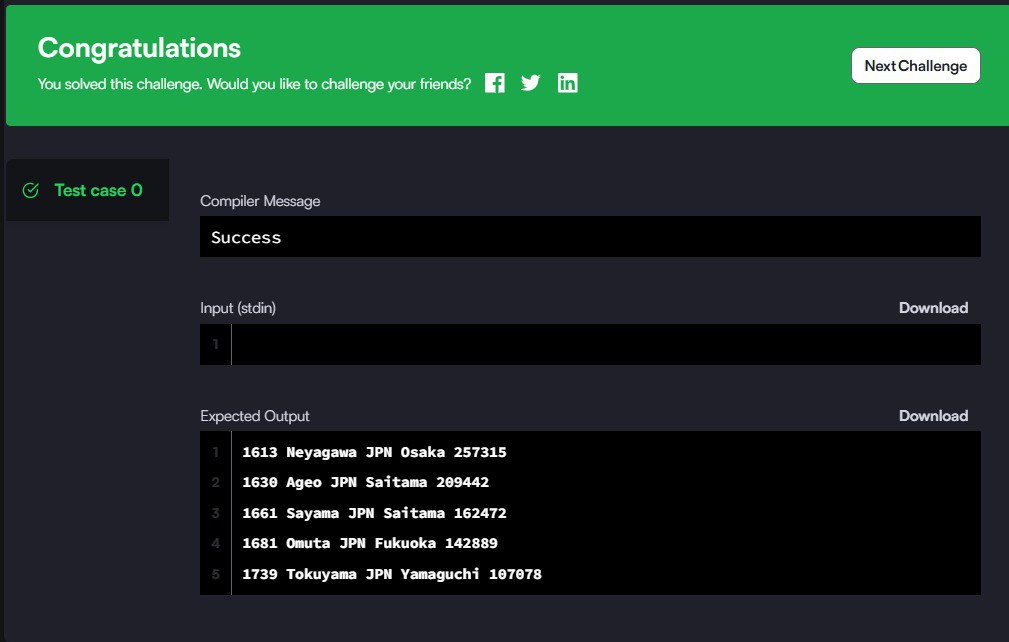 Congratulations
You solved this challenge. Would you like to challenge your friends?
Next Challenge
Test case 0
Compiler Message
Success
Input (stdin)
Download
1
Expected Output
Download
1 1613 Neyagawa JPN Osaka 257315
2 1630 Ageo JPN Saitama 209442
3 1661 Sayama JPN Saitama 162472
4 1681 Omuta JPN Fukuoka 142889
5 1739 Tokuyama JPN Yamaguchi 107078